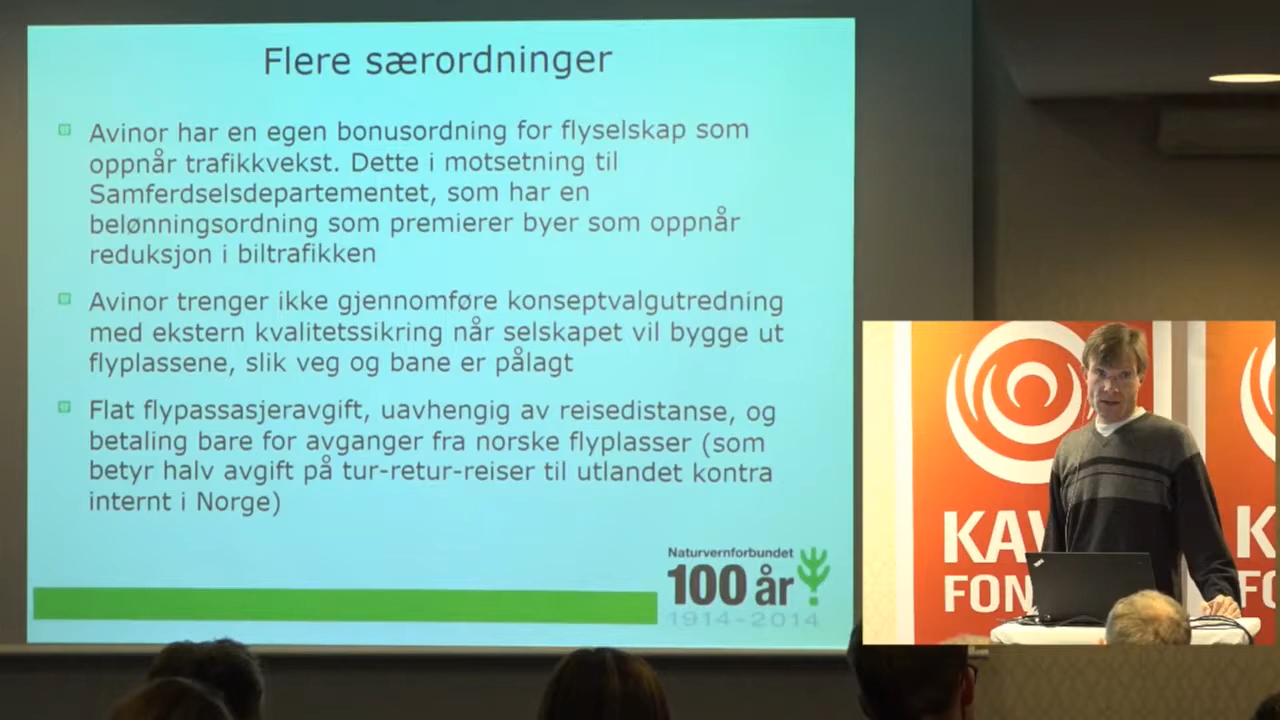 Flere særordninger
Avinor har en egen bonusordning for flyselskap som
oppnår trafikkvekst. Dette i motsetning til
Samferdselsdepartementet, som har en
belønningsordning som premierer byer som oppnår
reduksjon i biltrafikken
Avinor trenger ikke gjennomføre konseptvalgutredning
med ekstern kvalitetssikring når selskapet vil bygge ut
flyplassene, slik veg og bane er pålagt
Flat flypassasjeravgift, uavhengig av reisedistanse, og
betaling bare for avganger fra norske flyplasser (som
betyr halv avgift på tur-retur-reiser til utlandet kontra
internt i Norge)
Naturvernforbundet
100 år
1914-2014
KAV
FON
K
FO